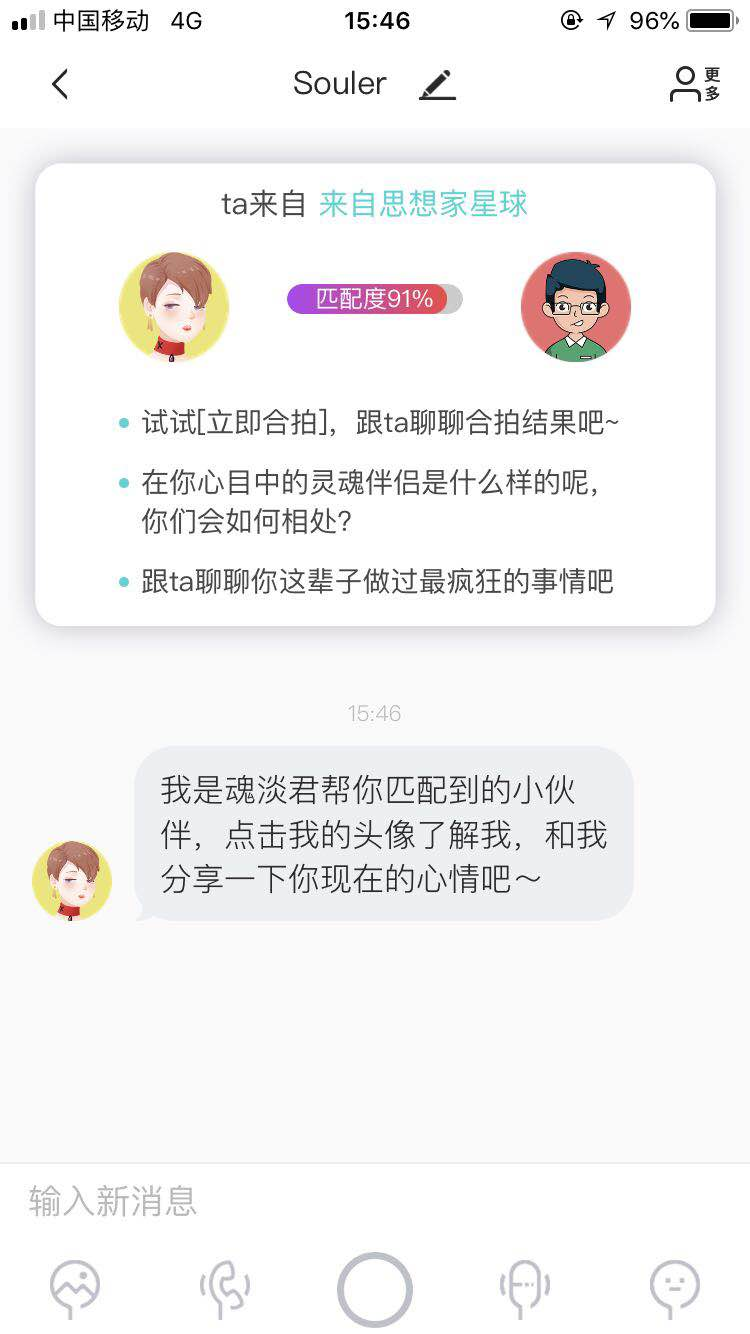 中国移动 4G 15:46 96%
Souler
更多
ta来自 来自思想家星球
匹配度91%
试试[立即合拍]，跟ta聊聊合拍结果吧~
在你心目中的灵魂伴侣是什么样的呢，
你们会如何相处?
跟ta聊聊你这辈子做过最疯狂的事情吧
15:46
我是魂淡君帮你匹配到的小伙
伴，点击我的头像了解我，和我
分享一下你现在的心情吧～
输入新消息